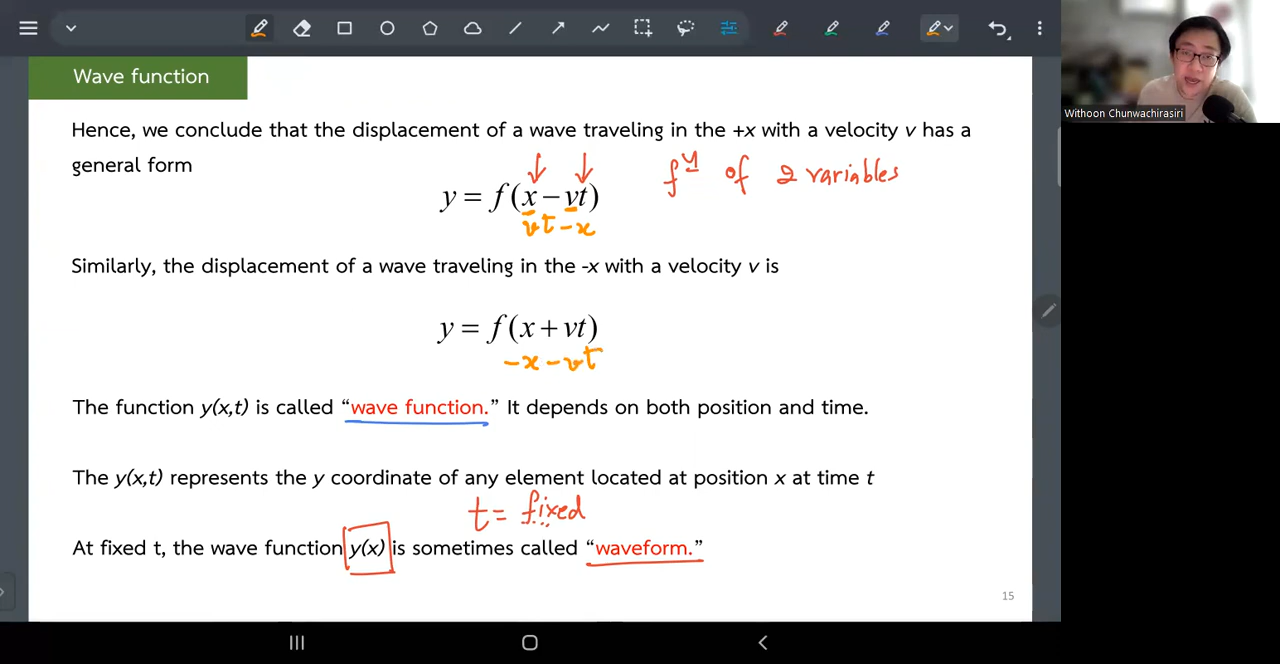 Wave function
Withoon Chunwachirasiri
Hence, we conclude that the displacement of a wave traveling in the +x with a velocity v has a
general form
y = f(x − vt)
fⁿ of 2 variables
vt − x
Similarly, the displacement of a wave traveling in the -x with a velocity v is
y = f(x + vt)
−x − vt
The function y(x,t) is called “wave function.” It depends on both position and time.
The y(x,t) represents the y coordinate of any element located at position x at time t
t = fixed
At fixed t, the wave function y(x) is sometimes called “waveform.”
15